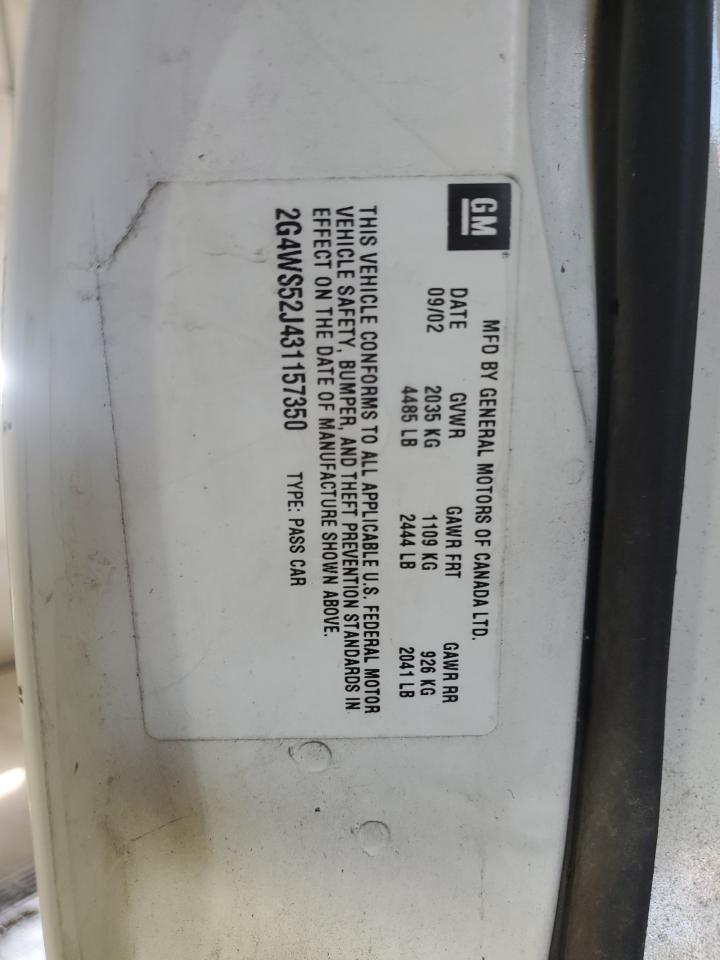 GM®
MFD BY GENERAL MOTORS OF CANADA LTD.
DATE GVWR GAWR FRT GAWR RR
09/02 2035 KG 1109 KG 926 KG
4485 LB 2444 LB 2041 LB
THIS VEHICLE CONFORMS TO ALL APPLICABLE U.S. FEDERAL MOTOR
VEHICLE SAFETY, BUMPER, AND THEFT PREVENTION STANDARDS IN
EFFECT ON THE DATE OF MANUFACTURE SHOWN ABOVE.
2G4WS52J431157350 TYPE: PASS CAR